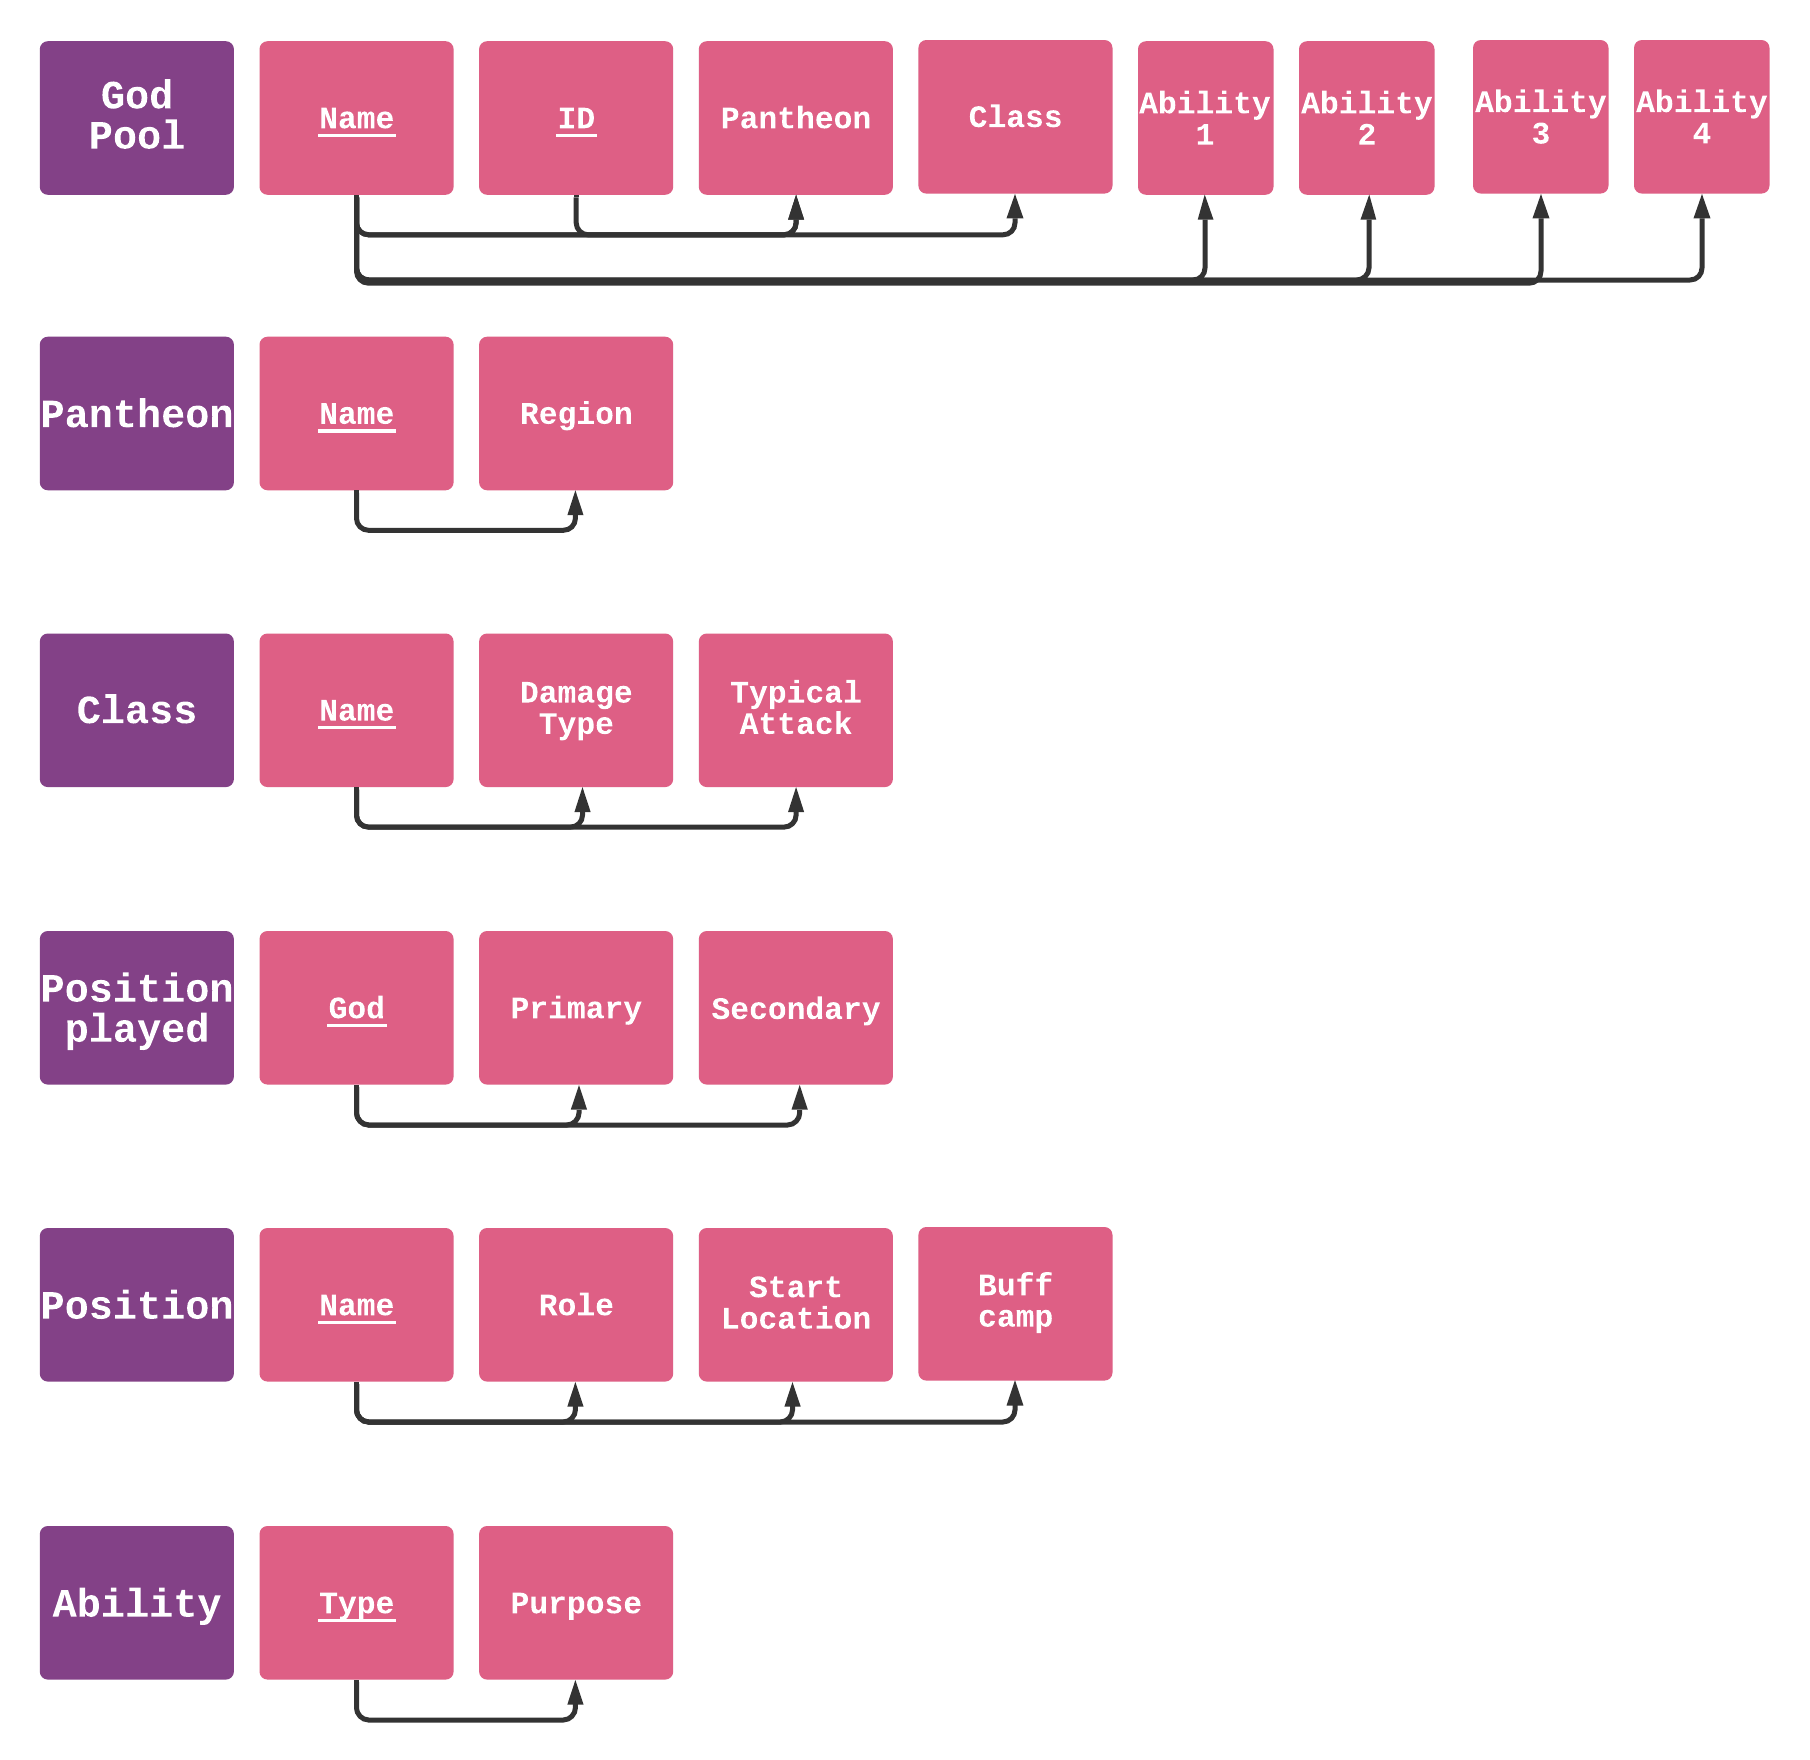 God
Pool
Name
ID
Pantheon
Class
Ability
1
Ability
2
Ability
3
Ability
4
Pantheon
Name
Region
Class
Name
Damage
Type
Typical
Attack
Position
played
God
Primary
Secondary
Position
Name
Role
Start
Location
Buff
camp
Ability
Type
Purpose